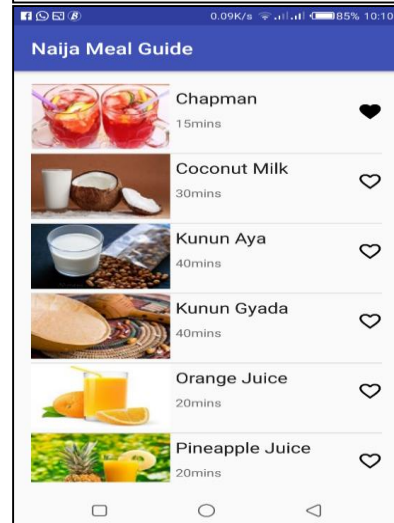 0.09K/s 85% 10:10
Naija Meal Guide
Chapman
15mins
Coconut Milk
30mins
Kunun Aya
40mins
Kunun Gyada
40mins
Orange Juice
20mins
Pineapple Juice
20mins